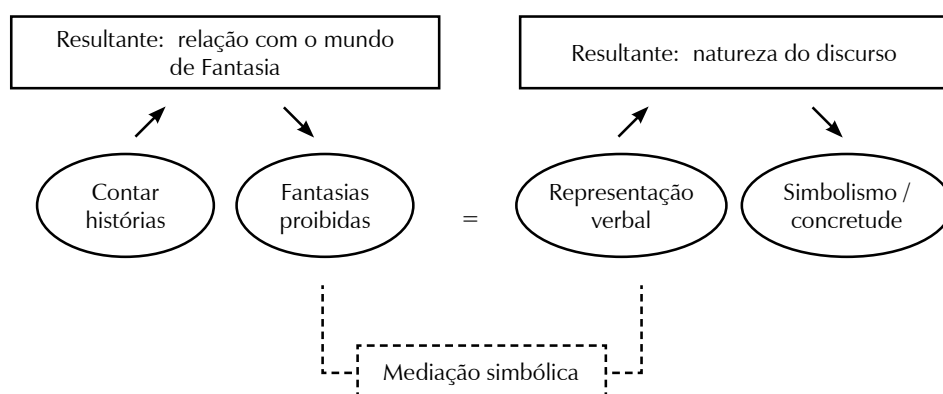 Resultante: relação com o mundo
de Fantasia
Resultante: natureza do discurso
Contar
histórias
Fantasias
proibidas
=
Representação
verbal
Simbolismo /
concretude
Mediação simbólica